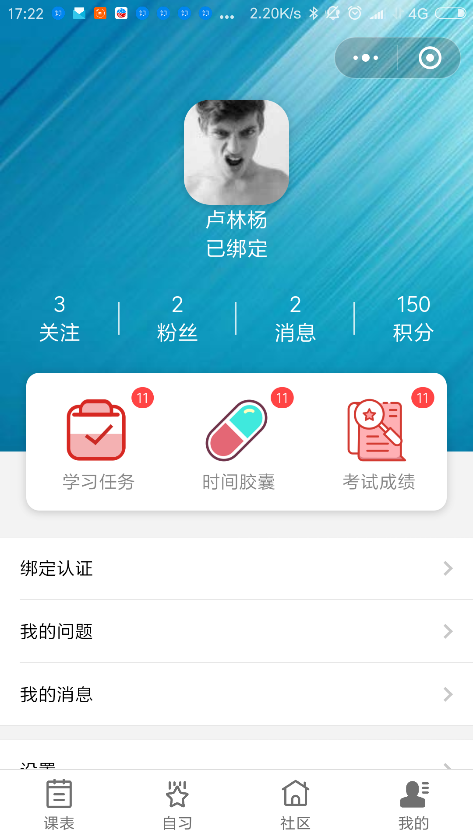 17:22 ... 2.20K/s 4G
卢林杨
已绑定
3 2 2 150
关注 粉丝 消息 积分
11 11 11
学习任务 时间胶囊 考试成绩
绑定认证
我的问题
我的消息
设置
课表 自习 社区 我的